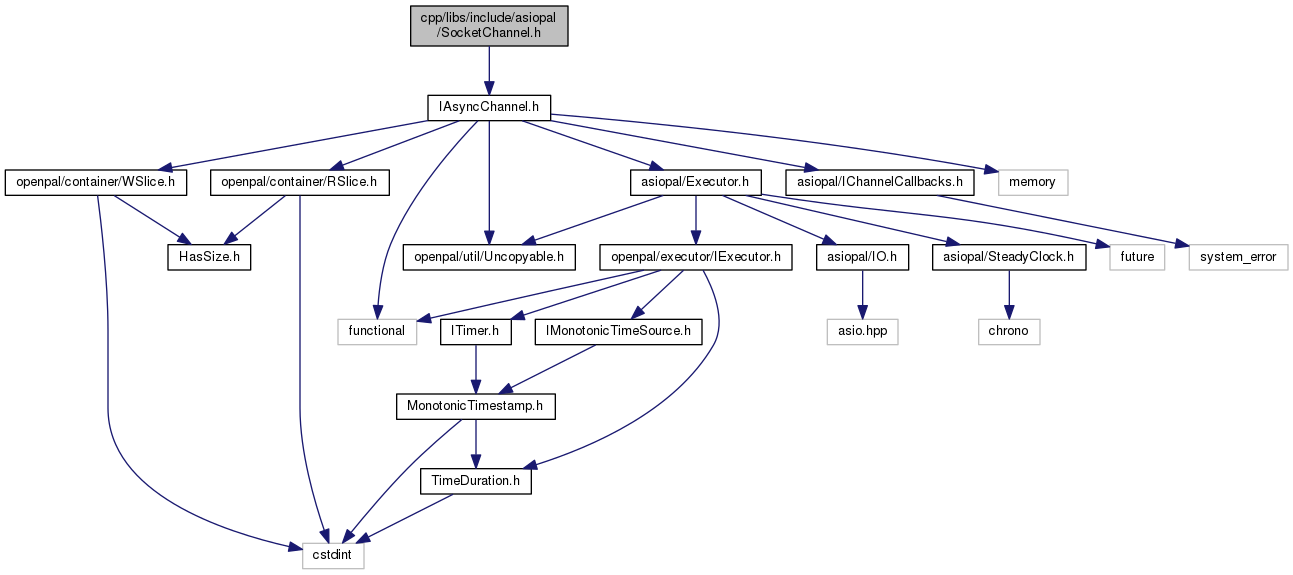 cpp/libs/include/asiopal
/SocketChannel.h
IAsyncChannel.h
openpal/container/WSlice.h
openpal/container/RSlice.h
asiopal/Executor.h
asiopal/IChannelCallbacks.h
memory
HasSize.h
openpal/util/Uncopyable.h
openpal/executor/IExecutor.h
asiopal/IO.h
asiopal/SteadyClock.h
future
system_error
functional
ITimer.h
IMonotonicTimeSource.h
asio.hpp
chrono
MonotonicTimestamp.h
TimeDuration.h
cstdint